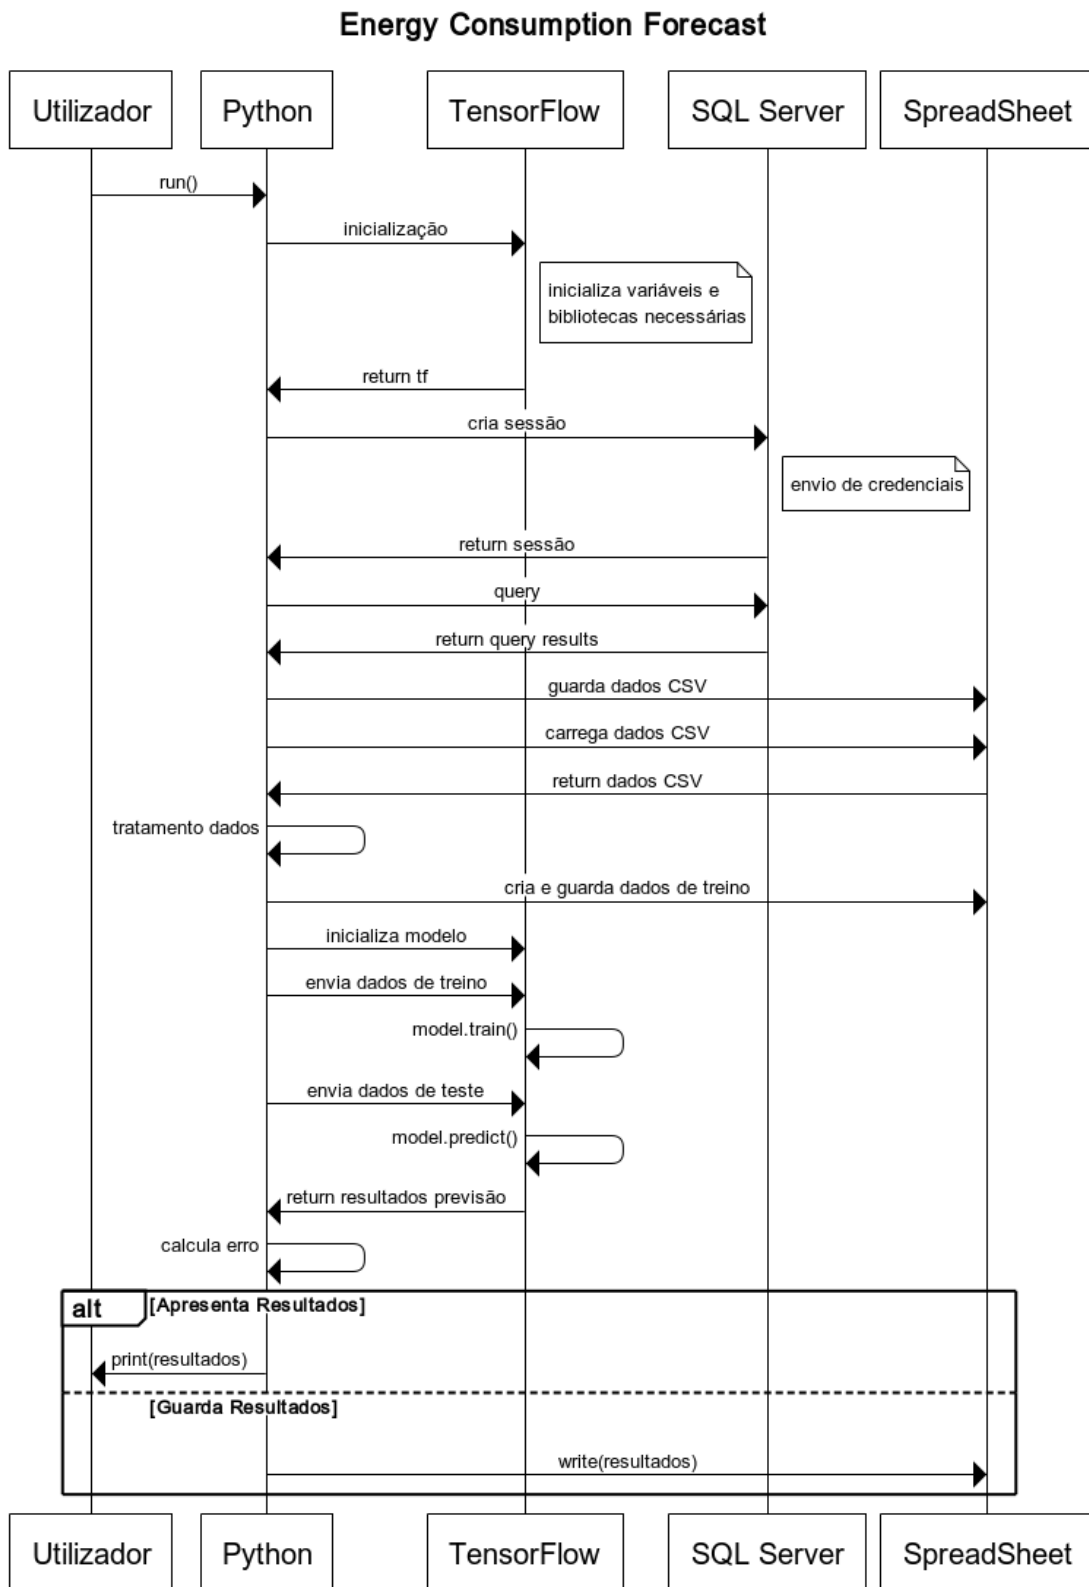 Energy Consumption Forecast
Utilizador
Python
TensorFlow
SQL Server
SpreadSheet
run()
inicialização
inicializa variáveis e
bibliotecas necessárias
return tf
cria sessão
envio de credenciais
return sessão
query
return query results
guarda dados CSV
carrega dados CSV
return dados CSV
tratamento dados
cria e guarda dados de treino
inicializa modelo
envia dados de treino
model.train()
envia dados de teste
model.predict()
return resultados previsão
calcula erro
alt [Apresenta Resultados]
print(resultados)
[Guarda Resultados]
write(resultados)
Utilizador
Python
TensorFlow
SQL Server
SpreadSheet